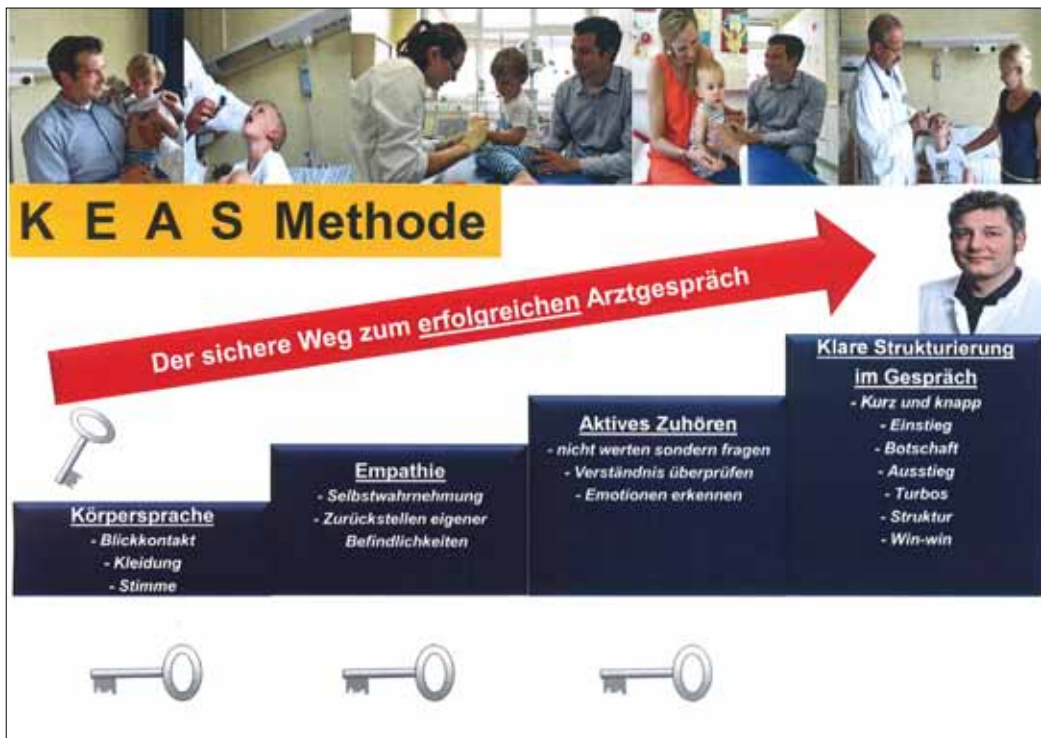 K E A S Methode
Der sichere Weg zum erfolgreichen Arztgespräch
Körpersprache
- Blickkontakt
- Kleidung
- Stimme
Empathie
- Selbstwahrnehmung
- Zurückstellen eigener
Befindlichkeiten
Aktives Zuhören
- nicht werten sondern fragen
- Verständnis überprüfen
- Emotionen erkennen
Klare Strukturierung
im Gespräch
- Kurz und knapp
- Einstieg
- Botschaft
- Ausstieg
- Turbos
- Struktur
- Win-win